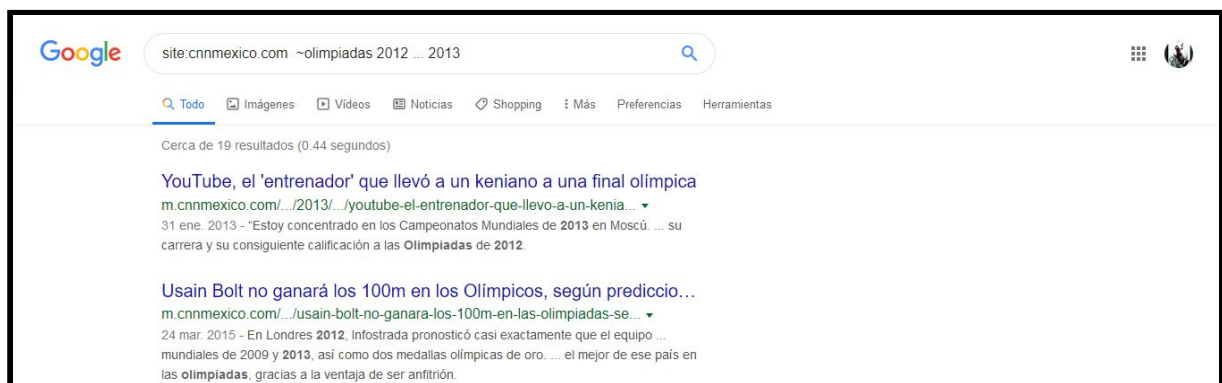 Google
site:cnnmexico.com ~olimpiadas 2012 ... 2013
Todo Imágenes Vídeos Noticias Shopping Más Preferencias Herramientas
Cerca de 19 resultados (0.44 segundos)
YouTube, el 'entrenador' que llevó a un keniano a una final olímpica
m.cnnmexico.com/.../2013/.../youtube-el-entrenador-que-llevo-a-un-kenia...
31 ene. 2013 - “Estoy concentrado en los Campeonatos Mundiales de 2013 en Moscú. ... su
carrera y su consiguiente calificación a las Olimpiadas de 2012.
Usain Bolt no ganará los 100m en los Olímpicos, según prediccio...
m.cnnmexico.com/.../usain-bolt-no-ganara-los-100m-en-las-olimpiadas-se...
24 mar. 2015 - En Londres 2012, Infostrada pronosticó casi exactamente que el equipo ...
mundiales de 2009 y 2013, así como dos medallas olímpicas de oro. ... el mejor de ese país en
las olimpiadas, gracias a la ventaja de ser anfitrión.